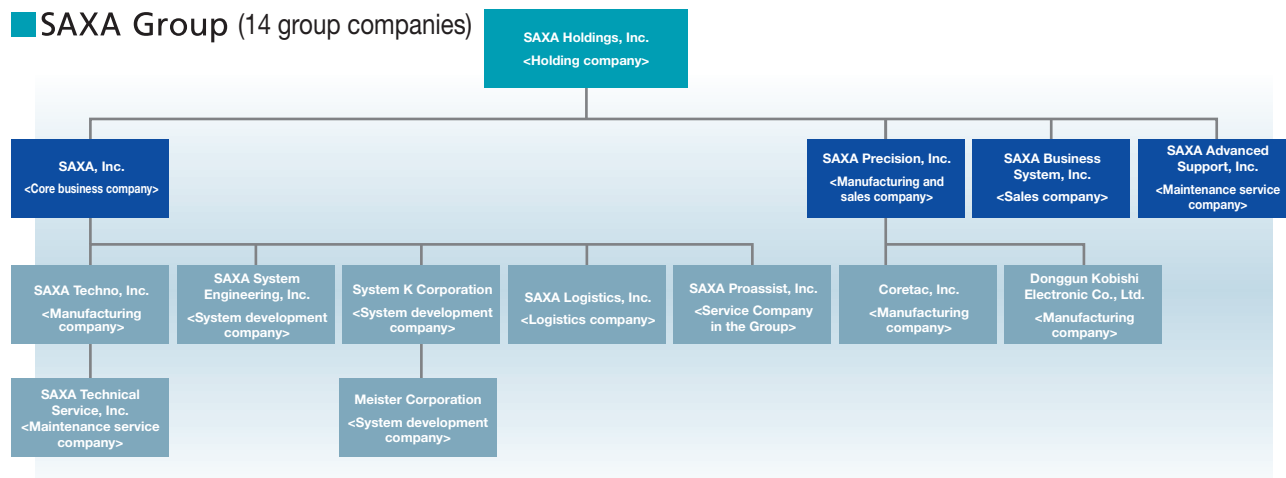 SAXA Group (14 group companies)
SAXA Holdings, Inc.
<Holding company>
SAXA, Inc.
<Core business company>
SAXA Precision, Inc.
<Manufacturing and
sales company>
SAXA Business
System, Inc.
<Sales company>
SAXA Advanced
Support, Inc.
<Maintenance service
company>
SAXA Techno, Inc.
<Manufacturing
company>
SAXA System
Engineering, Inc.
<System development
company>
System K Corporation
<System development
company>
SAXA Logistics, Inc.
<Logistics company>
SAXA Proassist, Inc.
<Service Company
in the Group>
Coretac, Inc.
<Manufacturing
company>
Donggun Kobishi
Electronic Co., Ltd.
<Manufacturing
company>
SAXA Technical
Service, Inc.
<Maintenance service
company>
Meister Corporation
<System development
company>